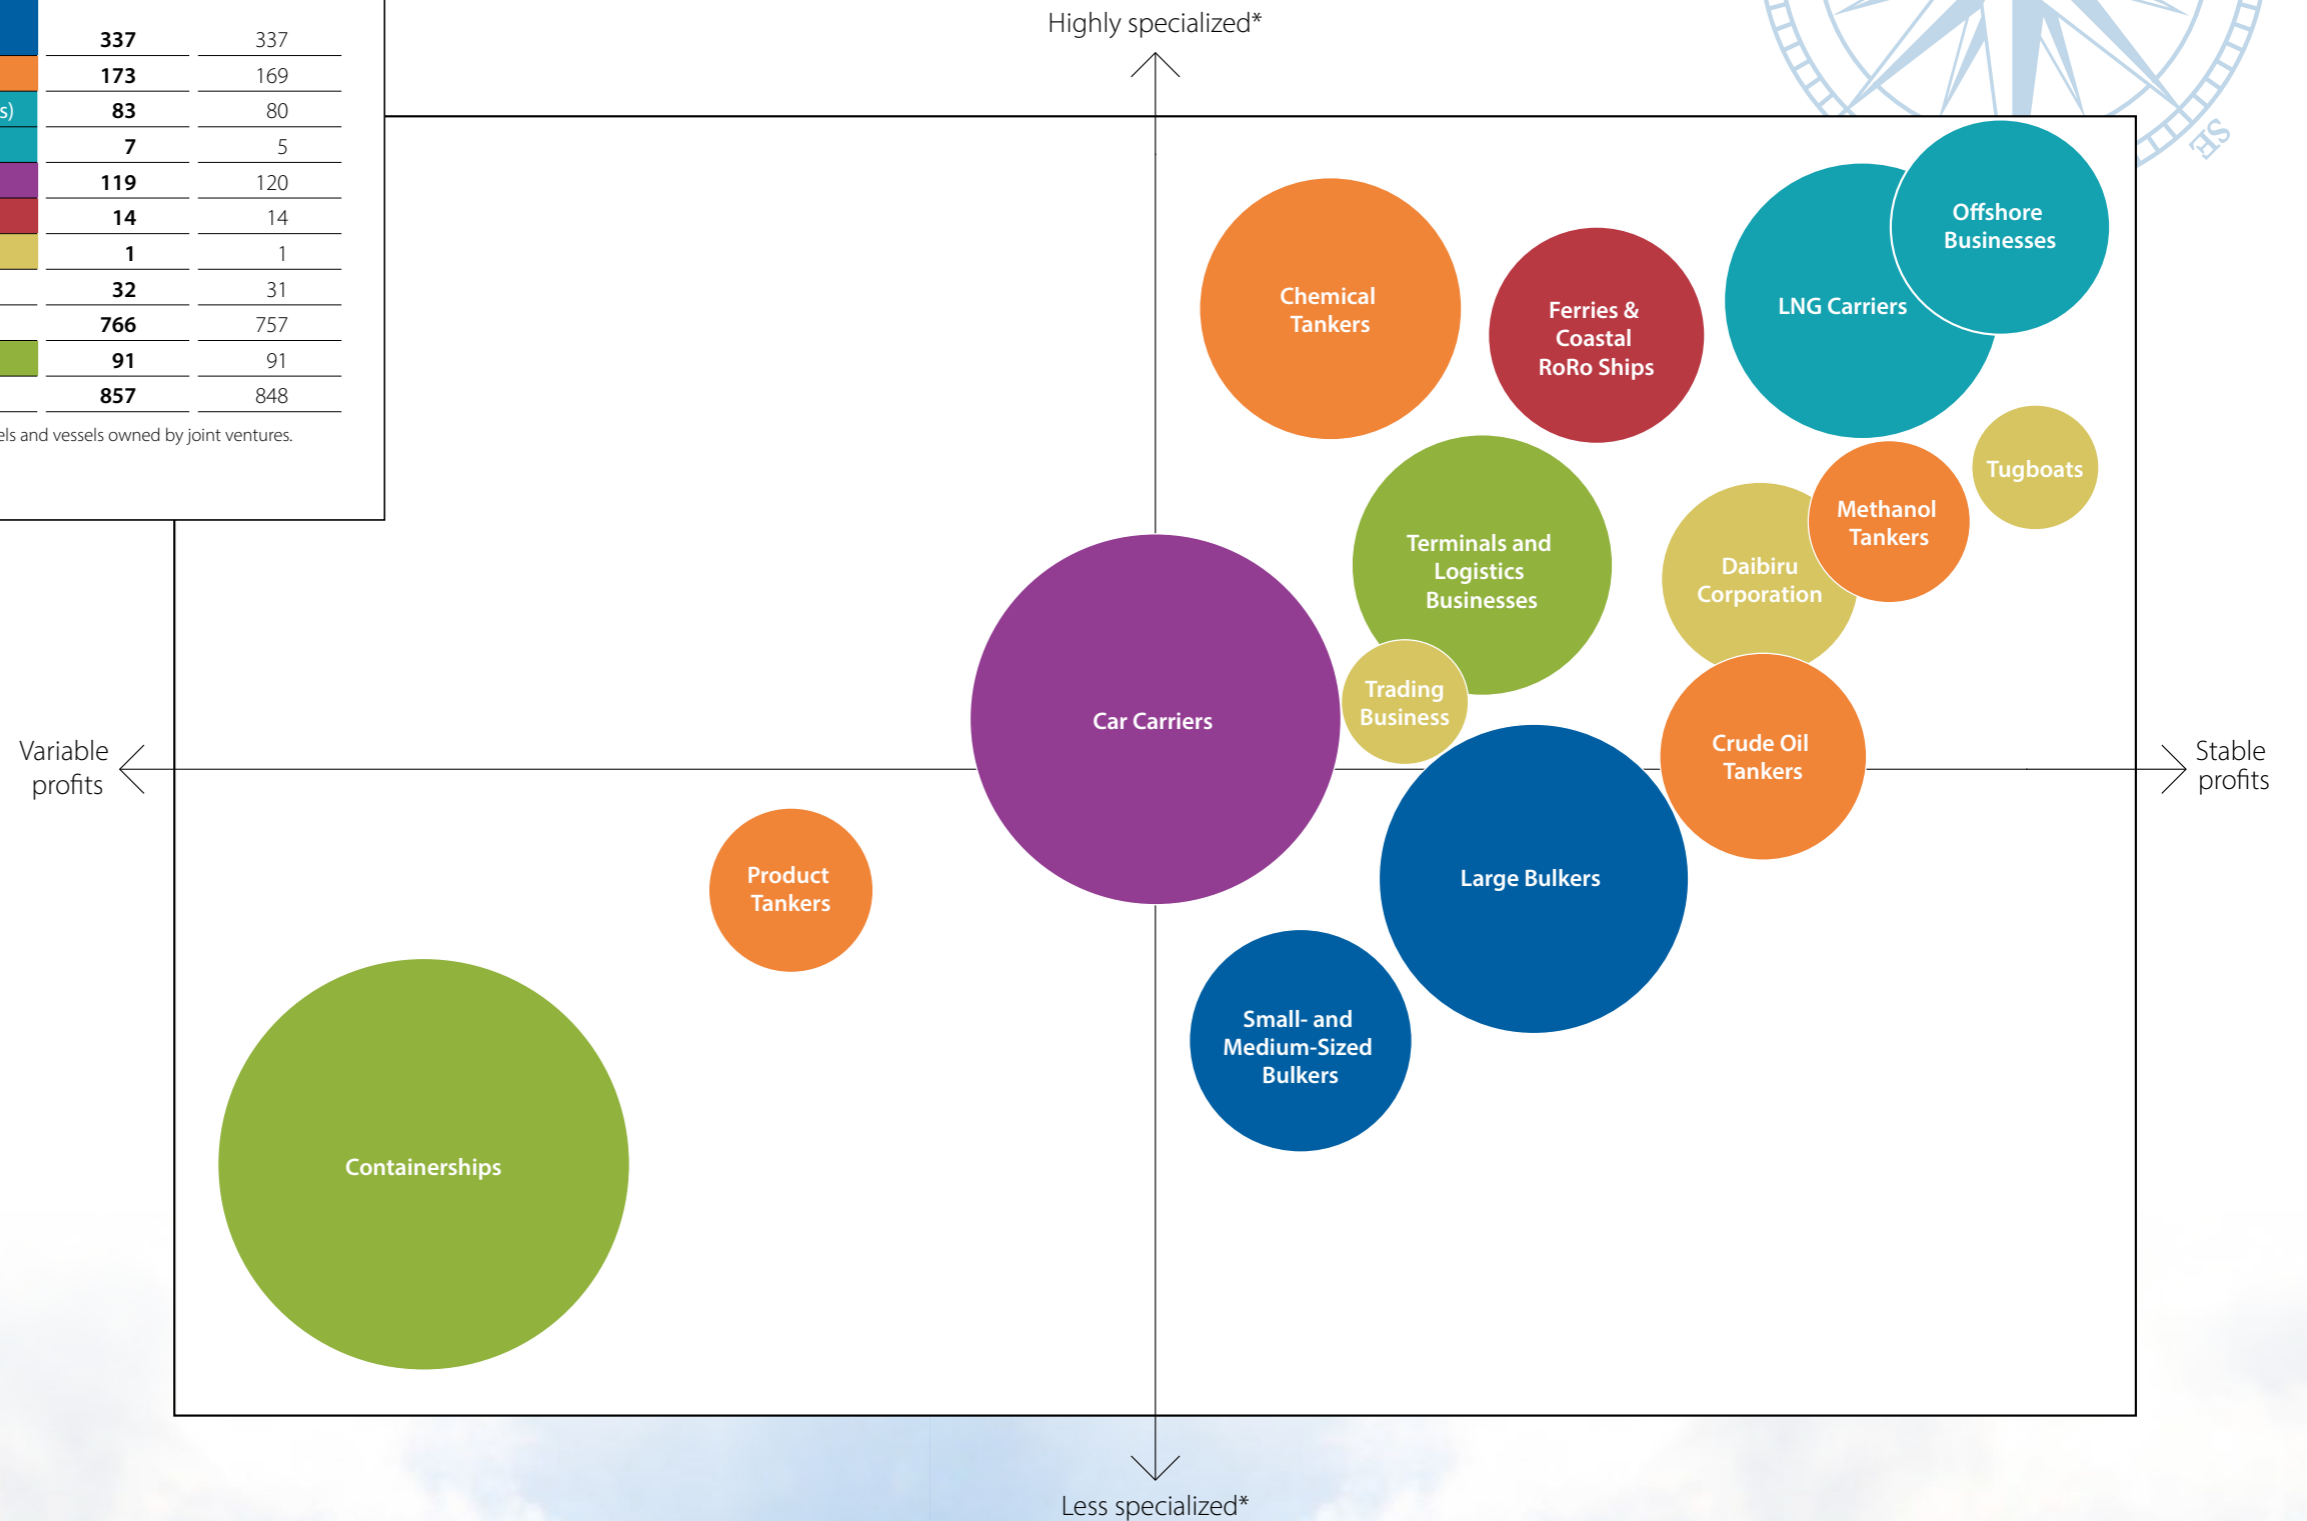 337 337
173 169
s) 83 80
7 5
119 120
14 14
1 1
32 31
766 757
91 91
857 848
els and vessels owned by joint ventures.
Highly specialized*
SE
Offshore
Businesses
Chemical
Tankers
Ferries &
Coastal
RoRo Ships
LNG Carriers
Tugboats
Methanol
Tankers
Terminals and
Logistics
Businesses
Daibiru
Corporation
Trading
Business
Car Carriers
Crude Oil
Tankers
Variable
profits
Stable
profits
Product
Tankers
Large Bulkers
Small- and
Medium-Sized
Bulkers
Containerships
Less specialized*